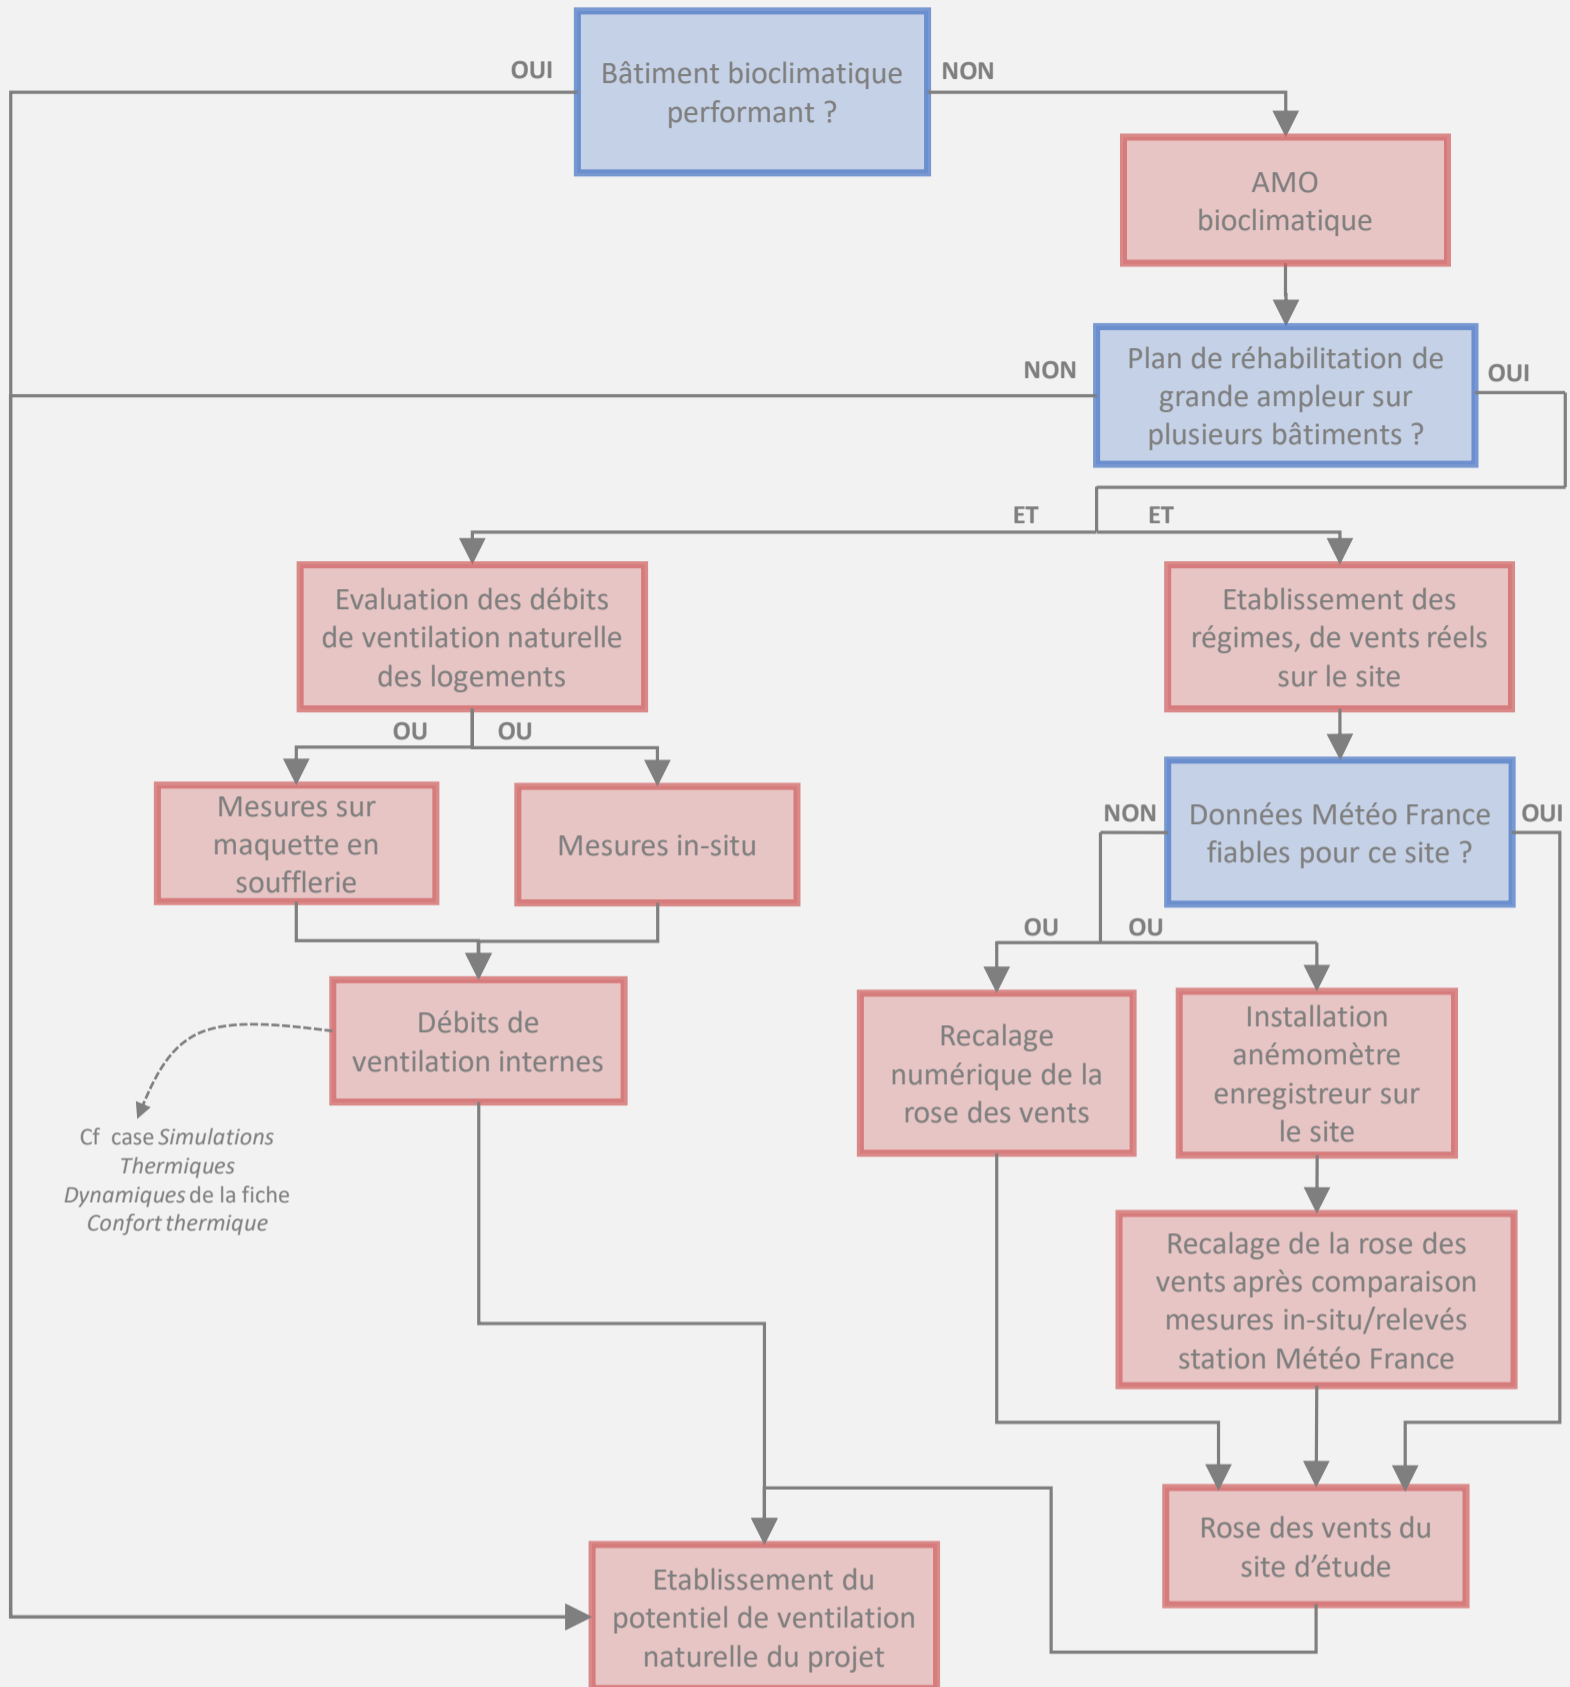 OUI
Bâtiment bioclimatique
performant ?
NON
AMO
bioclimatique
NON
Plan de réhabilitation de
grande ampleur sur
plusieurs bâtiments ?
OUI
ET
ET
Evaluation des débits
de ventilation naturelle
des logements
Etablissement des
régimes, de vents réels
sur le site
OU
OU
Mesures sur
maquette en
soufflerie
Mesures in-situ
NON
Données Météo France
fiables pour ce site ?
OUI
OU
OU
Débits de
ventilation internes
Recalage
numérique de la
rose des vents
Installation
anémomètre
enregistreur sur
le site
Cf case Simulations
Thermiques
Dynamiques de la fiche
Confort thermique
Recalage de la rose des
vents après comparaison
mesures in-situ/relevés
station Météo France
Rose des vents du
site d’étude
Etablissement du
potentiel de ventilation
naturelle du projet